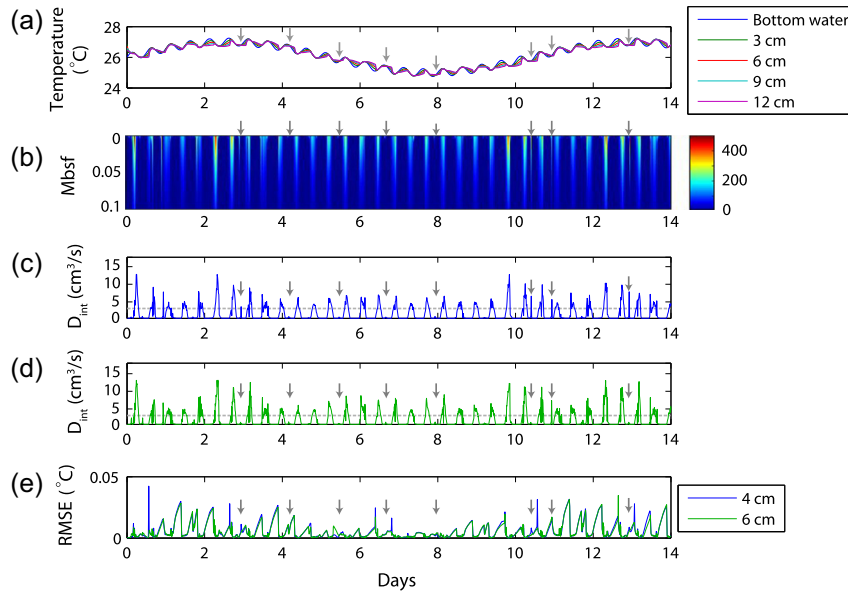 (a)
Temperature
(°C)
28
26
24
0 2 4 6 8 10 12 14
Bottom water
3 cm
6 cm
9 cm
12 cm
(b)
Mbsf
0
0.05
0.1
0 2 4 6 8 10 12 14
400
200
0
(c)
D_int (cm³/s)
15
10
5
0
0 2 4 6 8 10 12 14
(d)
D_int (cm³/s)
15
10
5
0
0 2 4 6 8 10 12 14
(e)
RMSE (°C)
0.05
0
0 2 4 6 8 10 12 14
Days
4 cm
6 cm